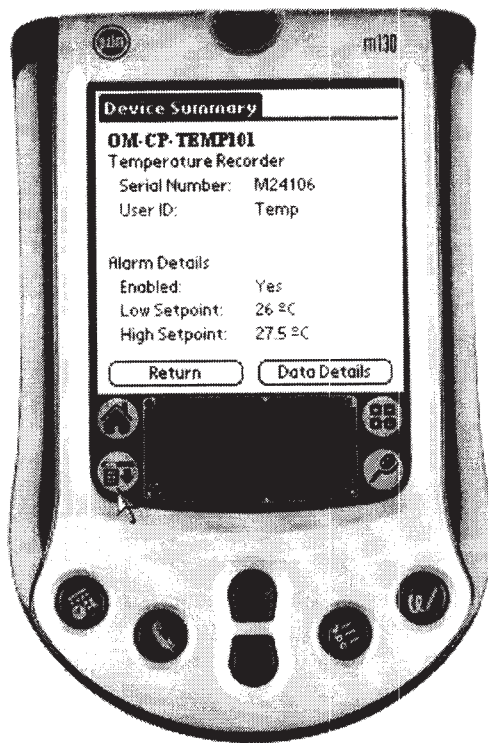 palm
m130
Device Summary
OM-CP-TEMP101
Temperature Recorder
Serial Number: M24106
User ID: Temp
Alarm Details
Enabled: Yes
Low Setpoint: 26 ºC
High Setpoint: 27.5 ºC
Return Data Details